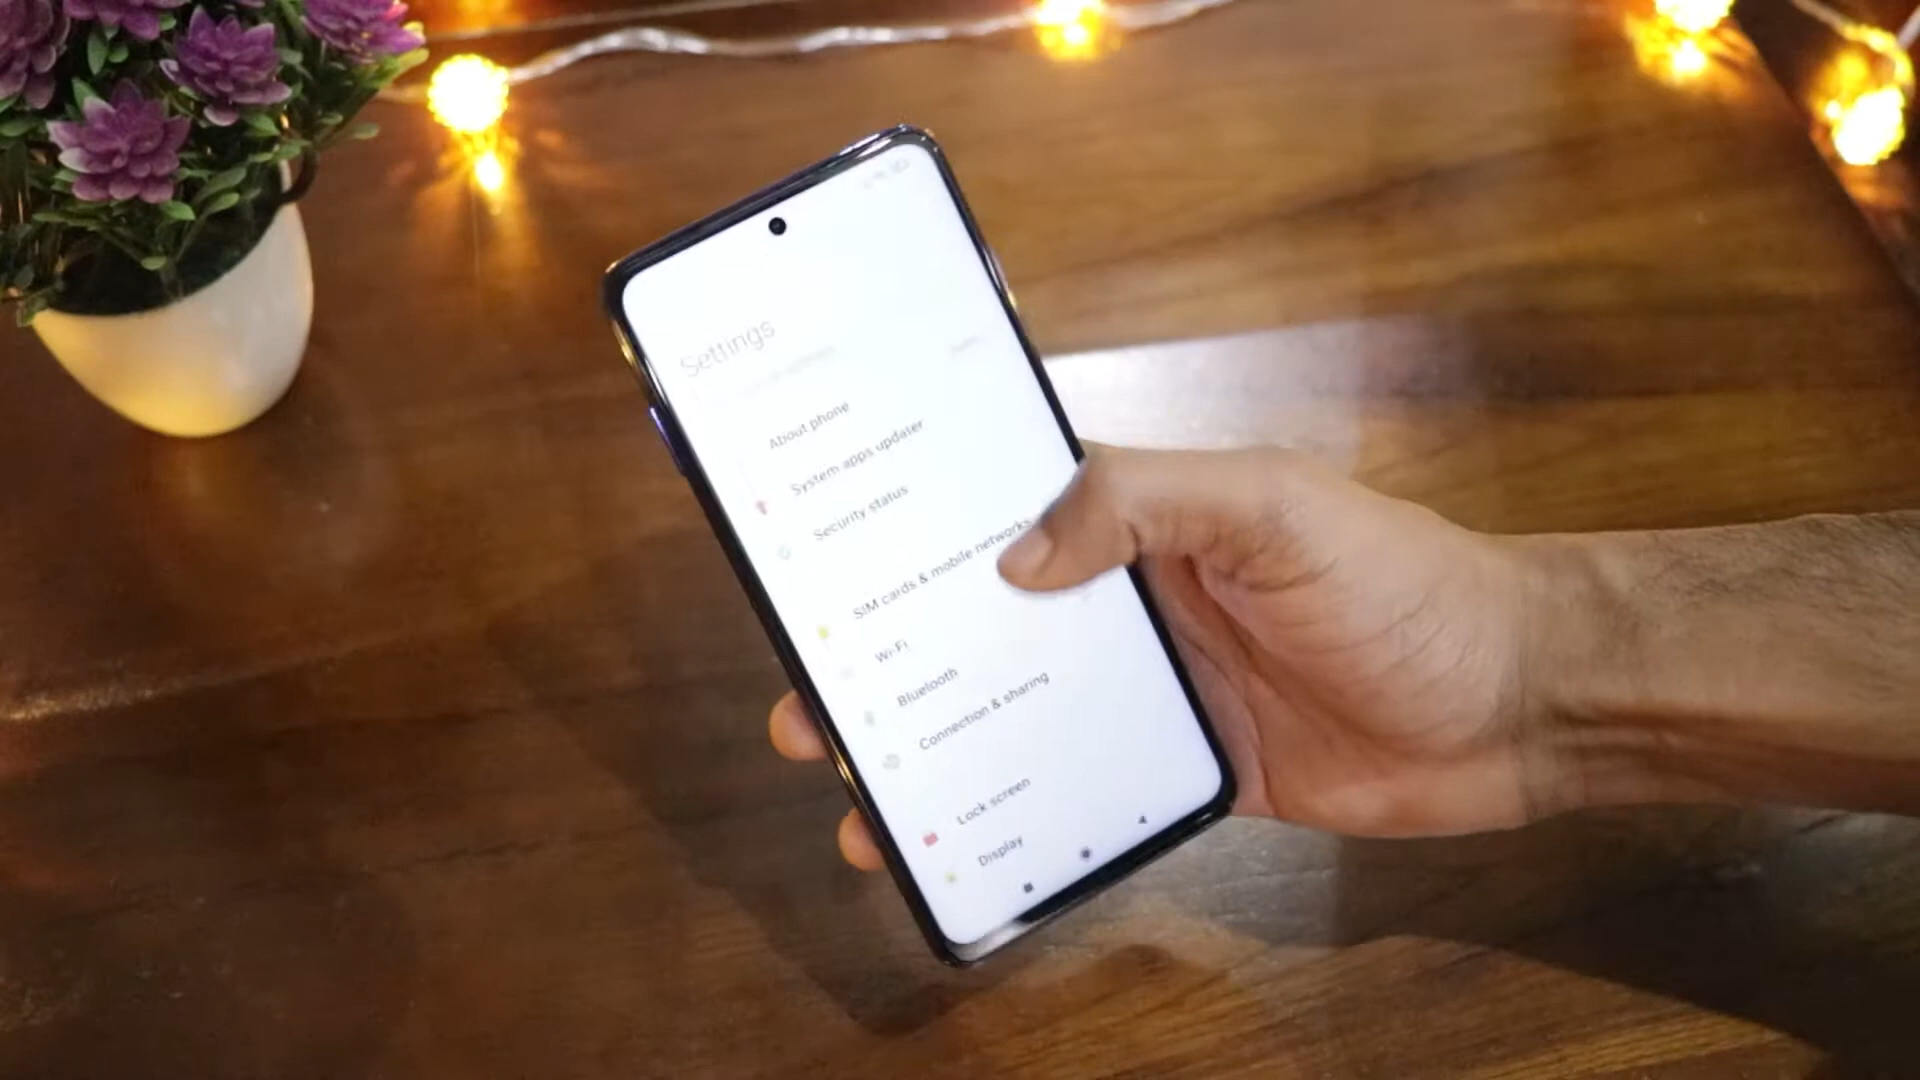 Settings
About phone
System apps updater
Security status
SIM cards & mobile networks
Wi-Fi
Bluetooth
Connection & sharing
Lock screen
Display